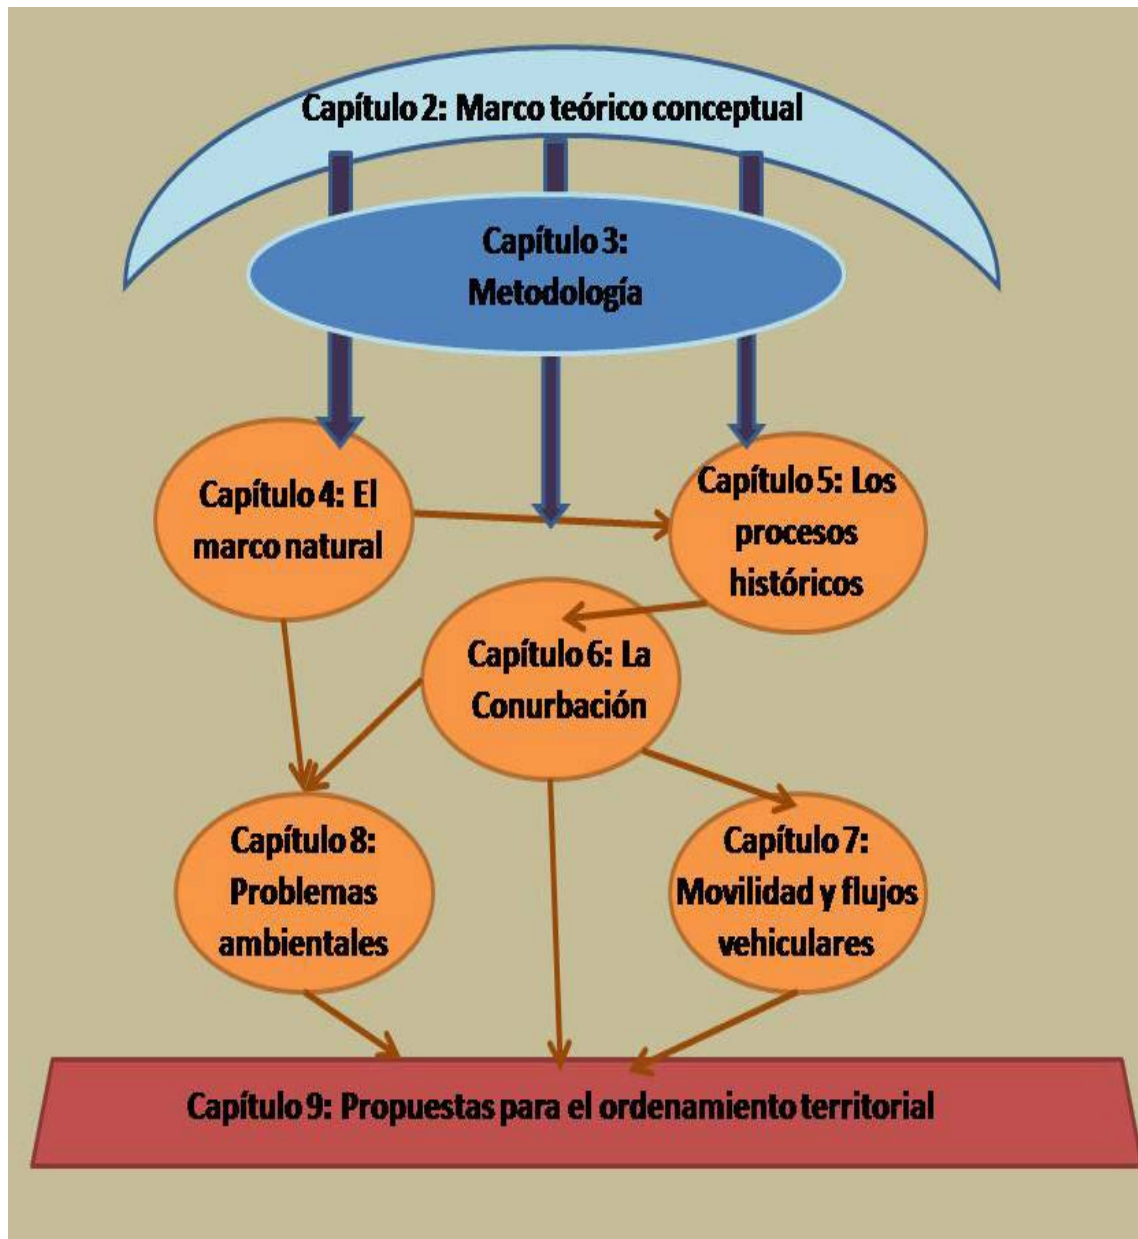 Capítulo 2: Marco teórico conceptual
Capítulo 3:
Metodología
Capítulo 4: El
marco natural
Capítulo 5: Los
procesos
históricos
Capítulo 6: La
Conurbación
Capítulo 8:
Problemas
ambientales
Capítulo 7:
Movilidad y flujos
vehiculares
Capítulo 9: Propuestas para el ordenamiento territorial